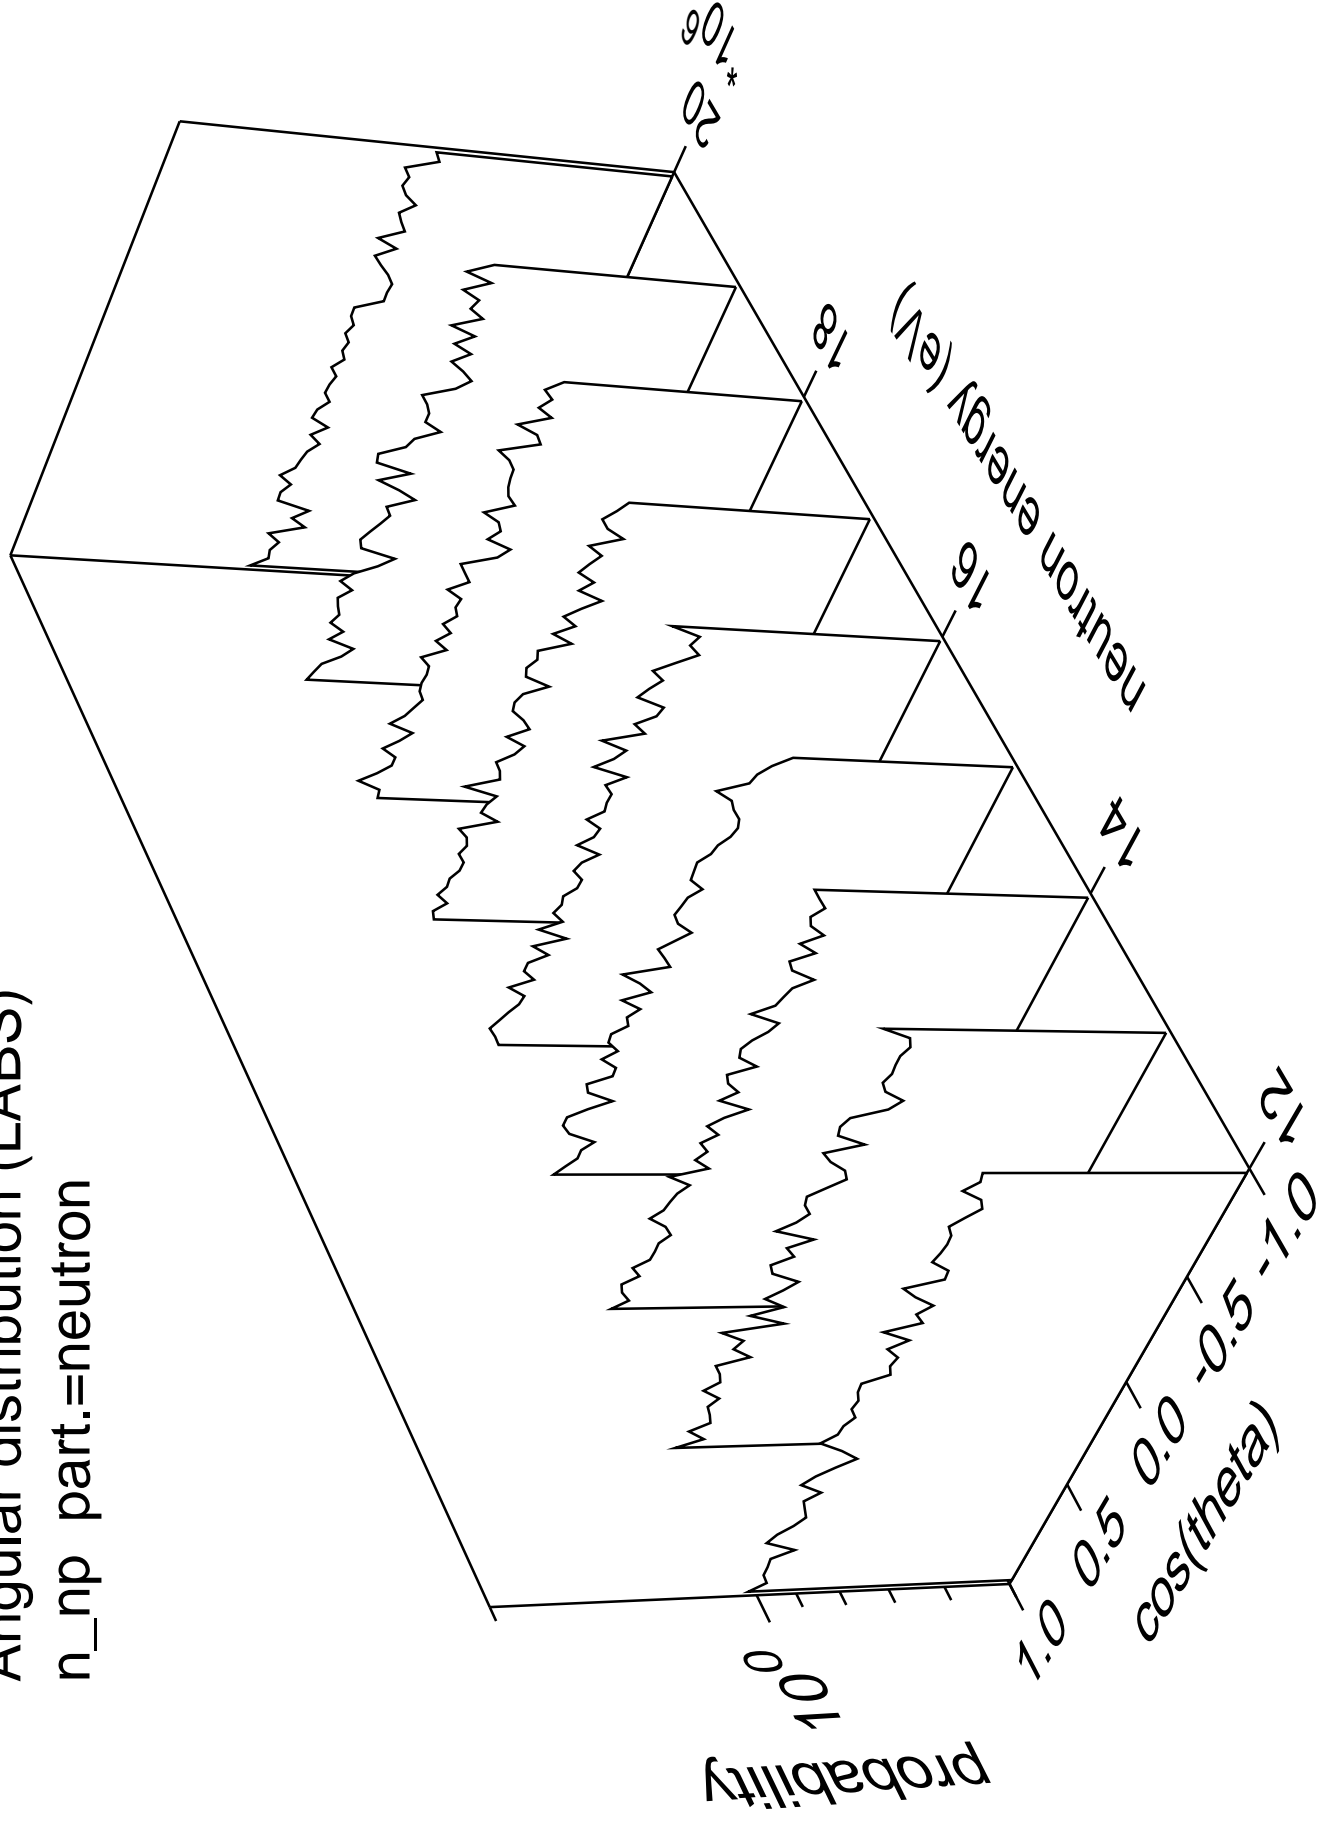 Angular distribution (LABS)
n_np part.=neutron
probability
10^0
1.0 0.5 0.0 -0.5 -1.0
cos(theta)
12 14 16 18 20 *10^6
neutron energy (eV)